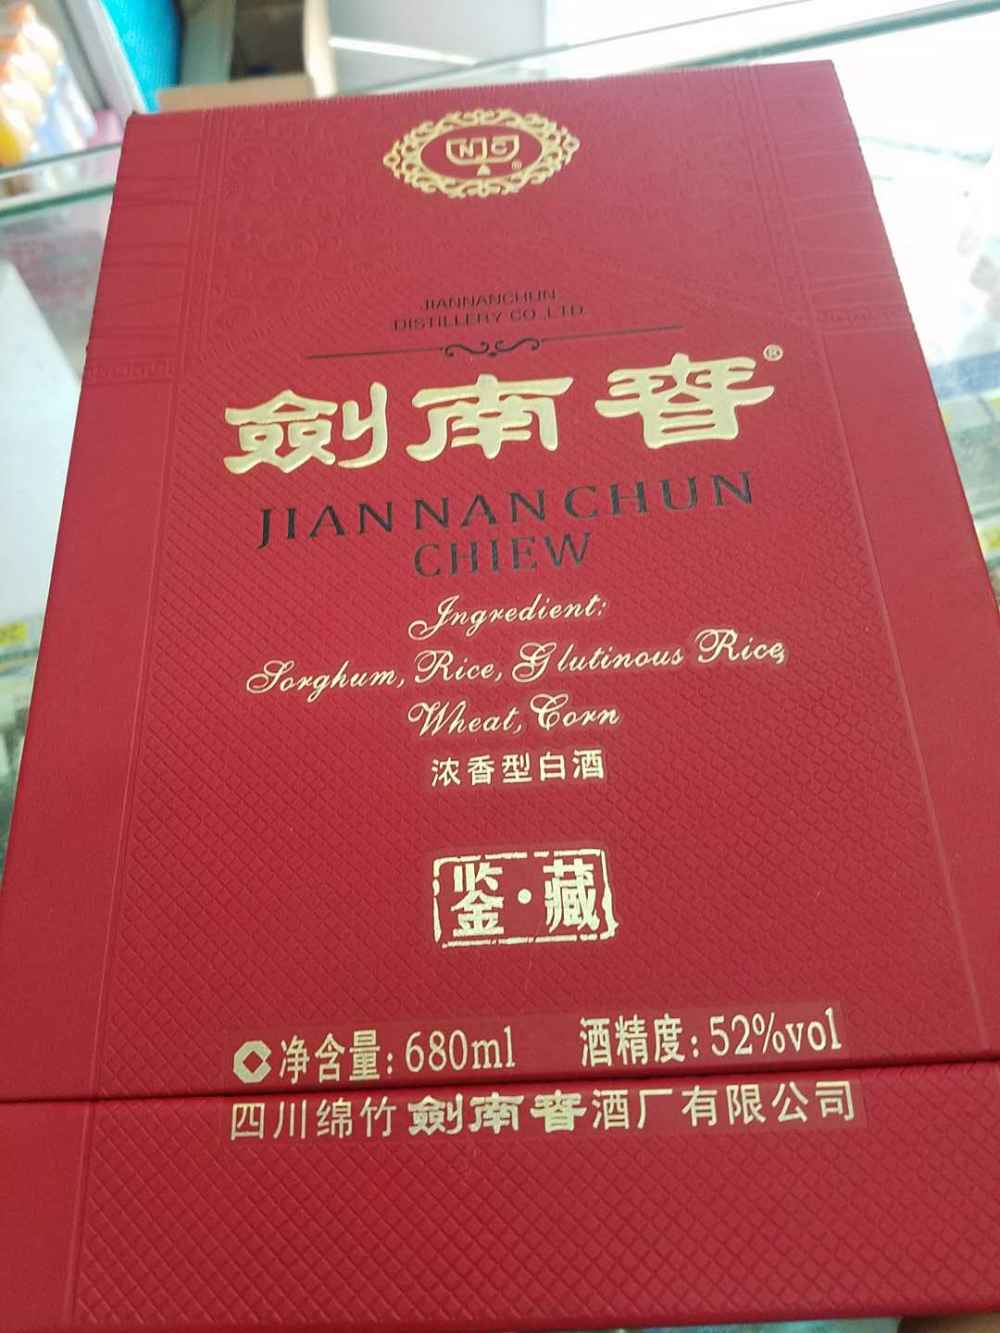 NC®
JIANNANCHUN
DISTILLERY CO.,LTD.
劍南春®
JIANNANCHUN
CHIEW
Ingredient:
Sorghum, Rice, Glutinous Rice,
Wheat, Corn
浓香型白酒
鉴·藏
净含量:680ml 酒精度:52%vol
四川绵竹劍南春酒厂有限公司